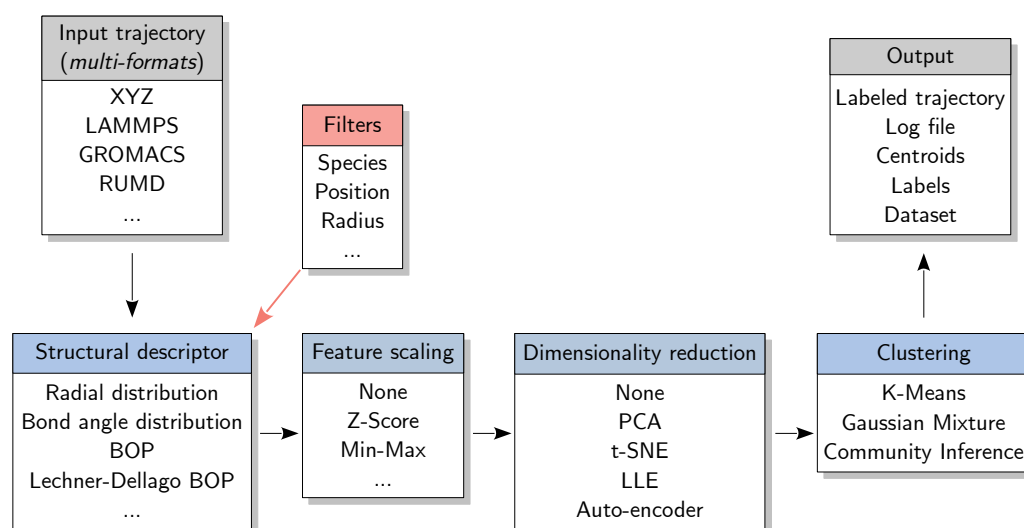 Input trajectory
(multi-formats)
XYZ
LAMMPS
GROMACS
RUMD
...
Filters
Species
Position
Radius
...
Output
Labeled trajectory
Log file
Centroids
Labels
Dataset
Structural descriptor
Radial distribution
Bond angle distribution
BOP
Lechner-Dellago BOP
...
Feature scaling
None
Z-Score
Min-Max
...
Dimensionality reduction
None
PCA
t-SNE
LLE
Auto-encoder
Clustering
K-Means
Gaussian Mixture
Community Inference